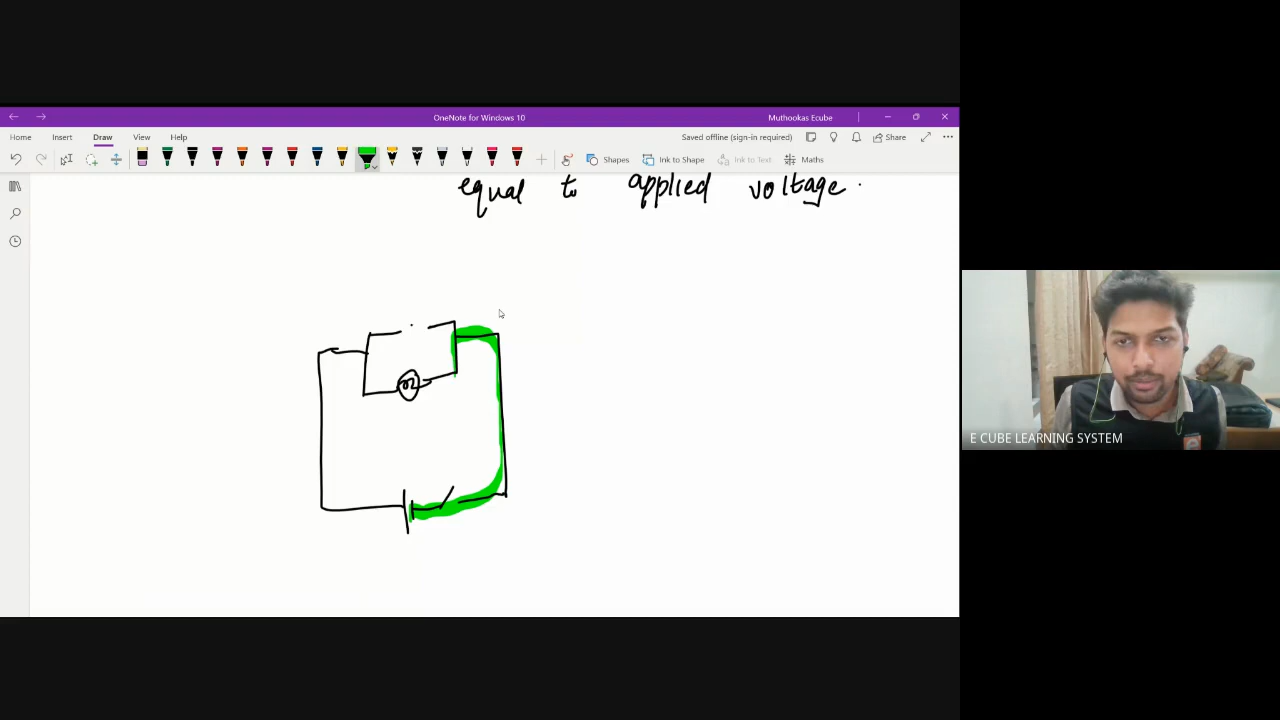 OneNote for Windows 10
Muthookas Ecube
Home Insert Draw View Help
Saved offline (sign-in required)
Share
Shapes
Ink to Shape
Ink to Text
Maths
equal to applied voltage.
E CUBE LEARNING SYSTEM